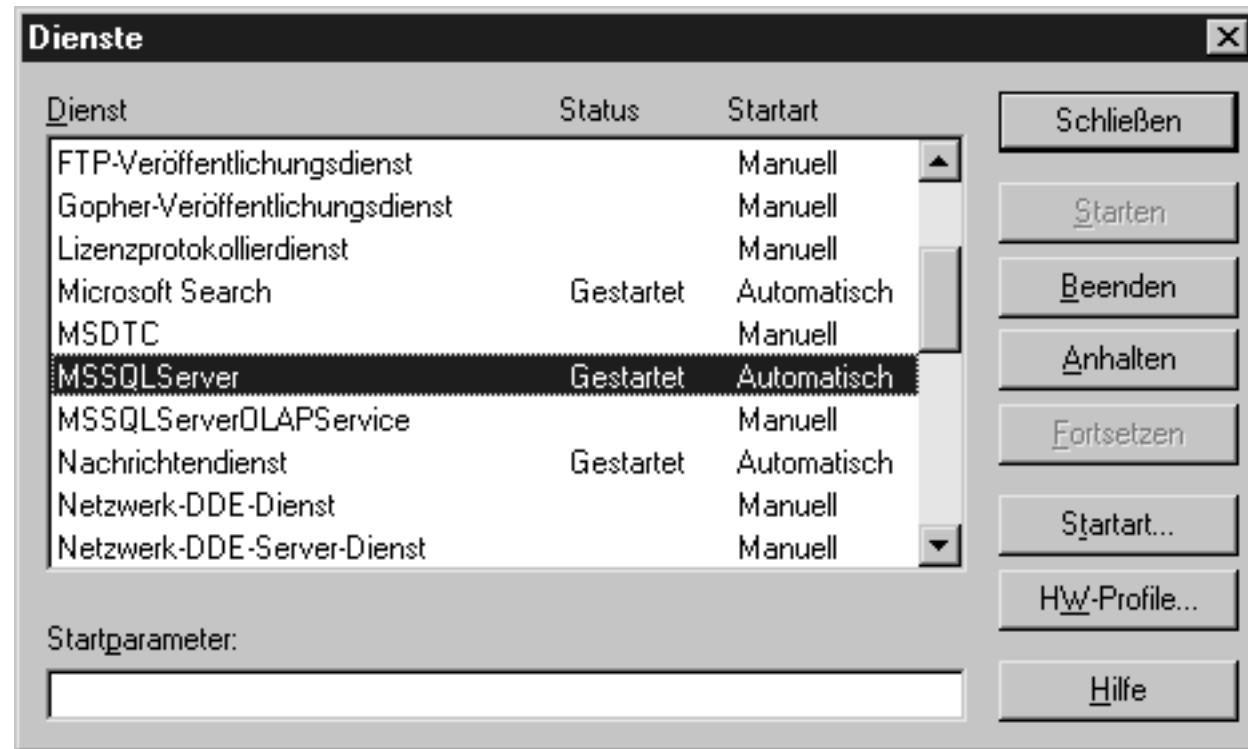 Dienste
Dienst Status Startart
FTP-Veröffentlichungsdienst Manuell
Gopher-Veröffentlichungsdienst Manuell
Lizenzprotokollierdienst Manuell
Microsoft Search Gestartet Automatisch
MSDTC Manuell
MSSQLServer Gestartet Automatisch
MSSQLServerOLAPService Manuell
Nachrichtendienst Gestartet Automatisch
Netzwerk-DDE-Dienst Manuell
Netzwerk-DDE-Server-Dienst Manuell
Startparameter:
Schließen
Starten
Beenden
Anhalten
Fortsetzen
Startart...
HW-Profile...
Hilfe